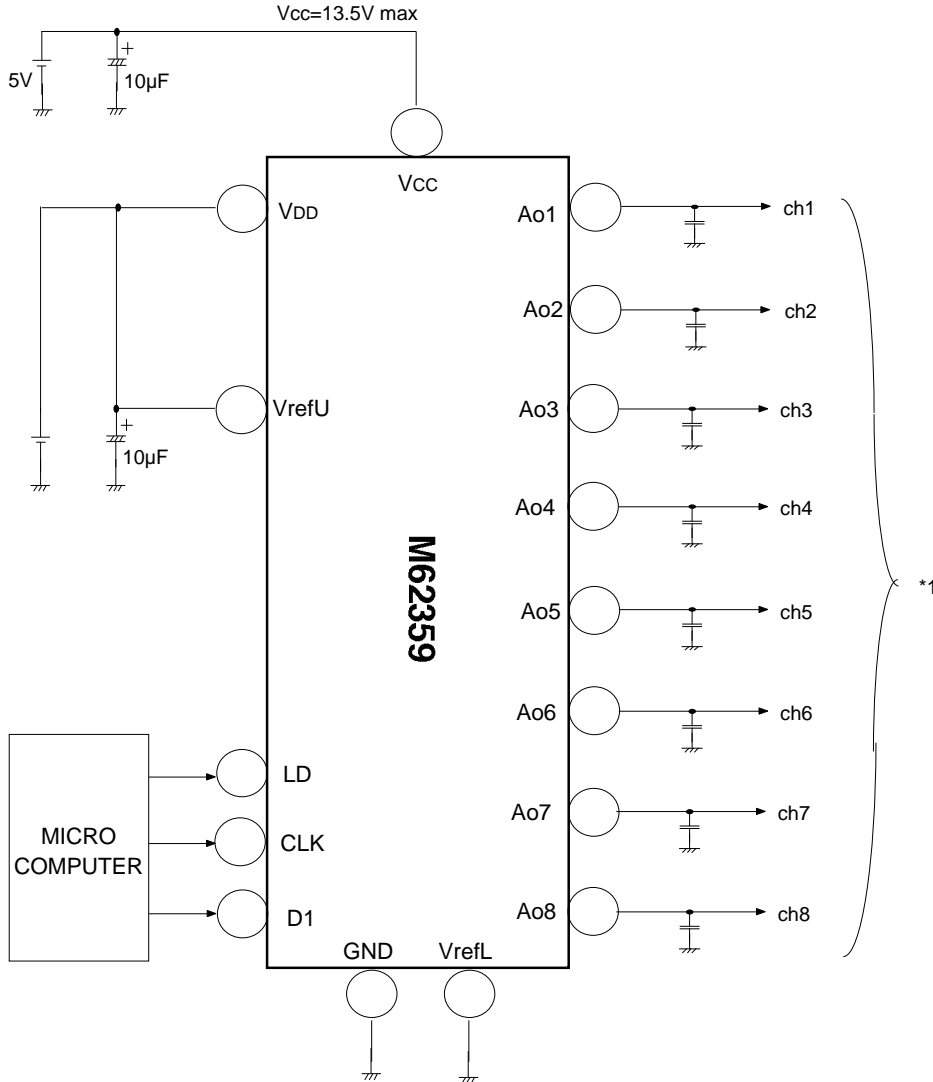 Vcc=13.5V max
5V
10µF
VCC
VDD
Ao1
ch1
Ao2
ch2
VrefU
Ao3
ch3
10µF
Ao4
ch4
M62359
*1
Ao5
ch5
Ao6
ch6
LD
Ao7
ch7
MICRO
COMPUTER
CLK
D1
Ao8
ch8
GND
VrefL